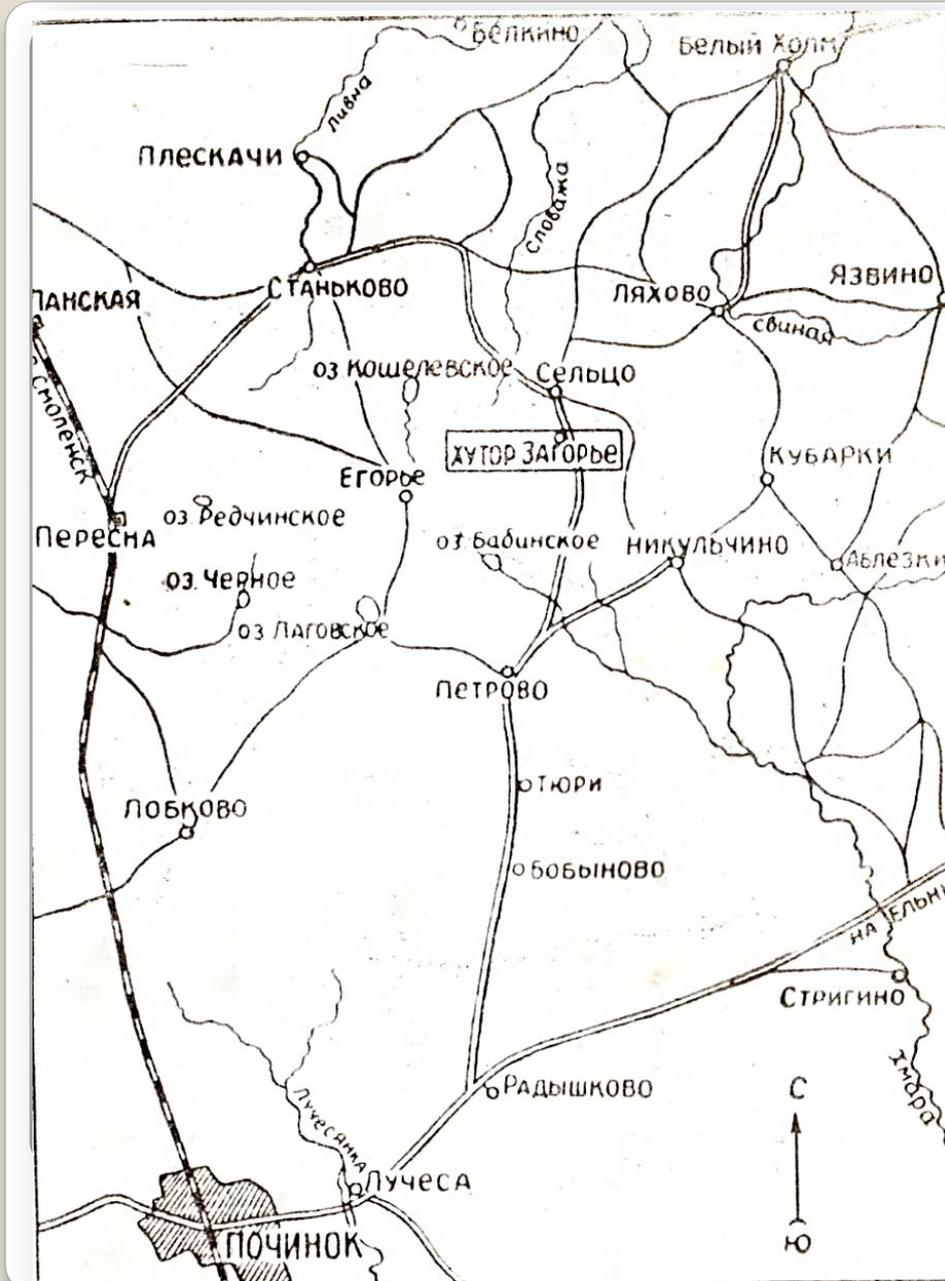 Белкино
Белый Холм
Ливна
Плескачи
Словажа
Станьково
Ляхово
Язвино
ПАНСКАЯ
Свиная
оз. Кошелевское
Сельцо
Смоленск
ХУТОР ЗАГОРЬЕ
Кубарки
Егорье
оз. Редчинское
Пересна
оз. Бабинское
Никульчино
Аблезки
оз. Черное
оз. Лаговское
Петрово
Тюри
Лобково
Бобыново
НА ЕЛЬНЮ
Стригино
Хмара
Радышково
С
Лучесянка
Лучеса
ПОЧИНОК
Ю